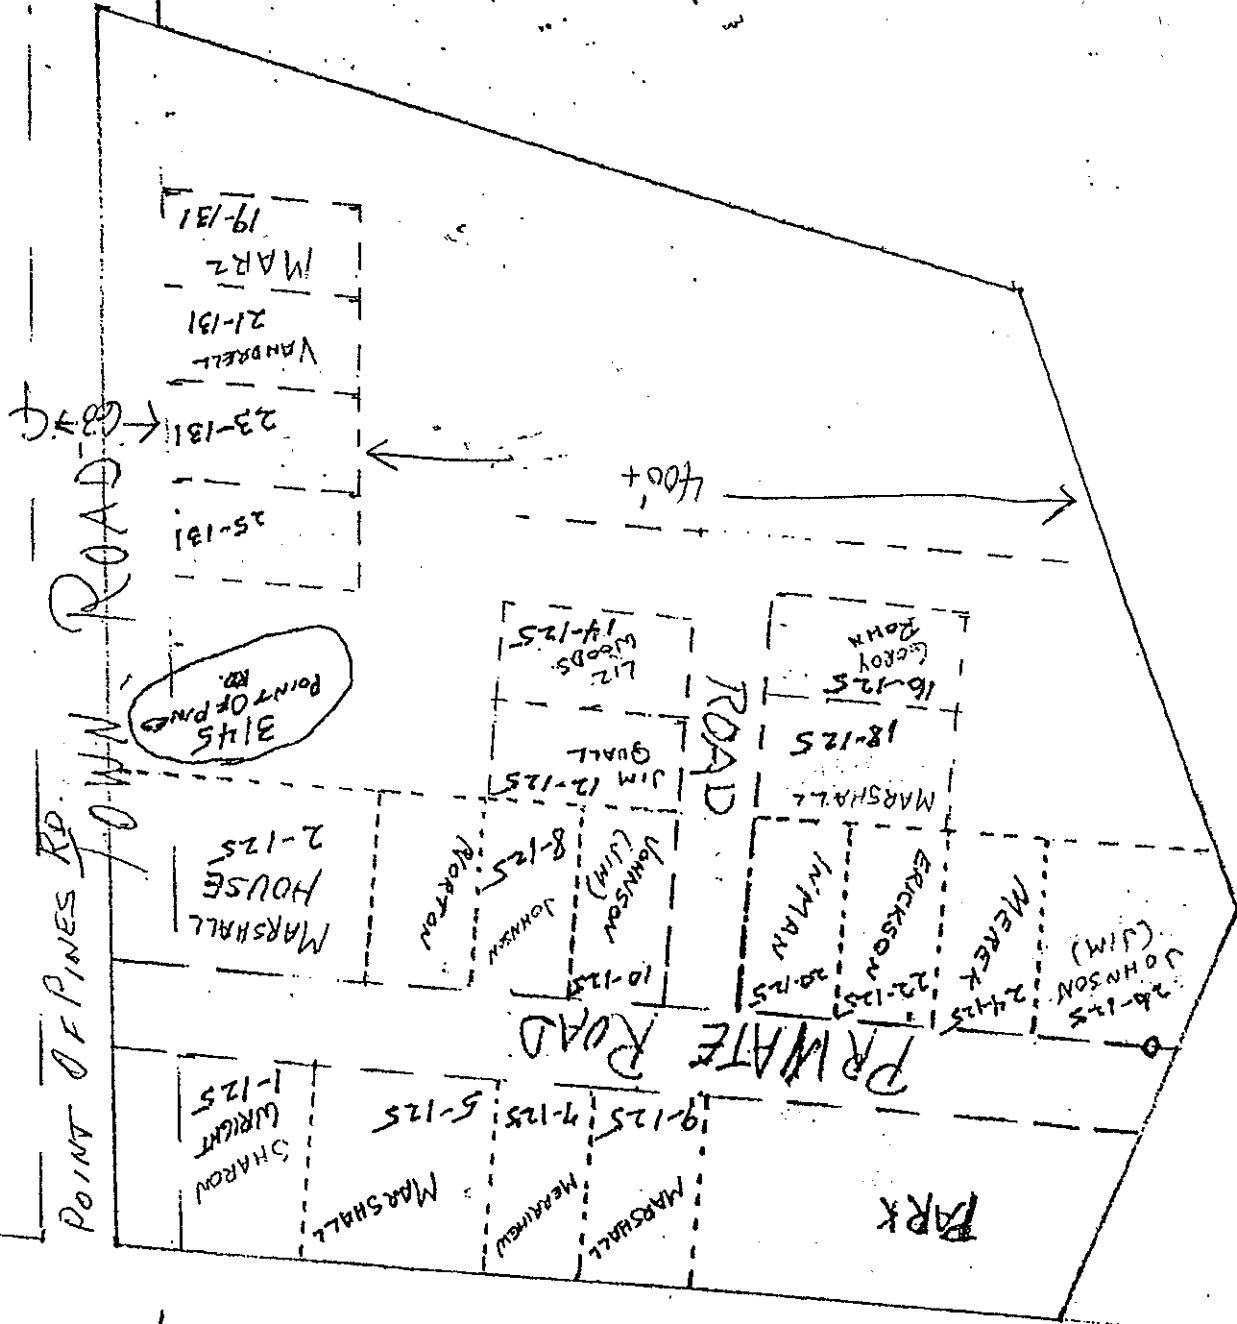 POINT OF PINES RD.
TOWN ROAD
63'
400'+
19-131
MARZ
21-131
VANDRELL
23-131
25-131
3145
POINT OF PINES
RD.
14-125
LIZ
WOODS
JIM 12-125
QUALL
ROAD
16-125
LEROY
ROHN
18-125
MARSHALL
2-125
HOUSE
MARSHALL
NORTON
8-125
JOHNSON
JOHNSON
(JIM)
10-125
INMAN
20-125
ERICKSON
22-125
MEREK
24-125
26-125
JOHNSON
(JIM)
PRIVATE ROAD
1-125
WRIGHT
SHARON
5-125
MARSHALL
7-125
MERRIHEW
9-125
MARSHALL
PARK